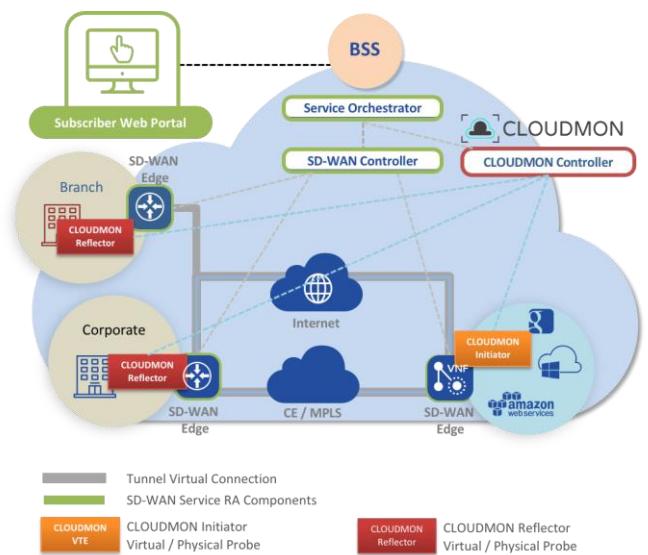 BSS
Subscriber Web Portal
Service Orchestrator
CLOUDMON
SD-WAN Controller
CLOUDMON Controller
SD-WAN
Edge
Branch
CLOUDMON
Reflector
Internet
Corporate
CLOUDMON
Reflector
SD-WAN
Edge
CE / MPLS
VNF
SD-WAN
Edge
CLOUDMON
Initiator
g
amazon
webservices
Tunnel Virtual Connection
SD-WAN Service RA Components
CLOUDMON
VTE
CLOUDMON Initiator
Virtual / Physical Probe
CLOUDMON
Reflector
CLOUDMON Reflector
Virtual / Physical Probe